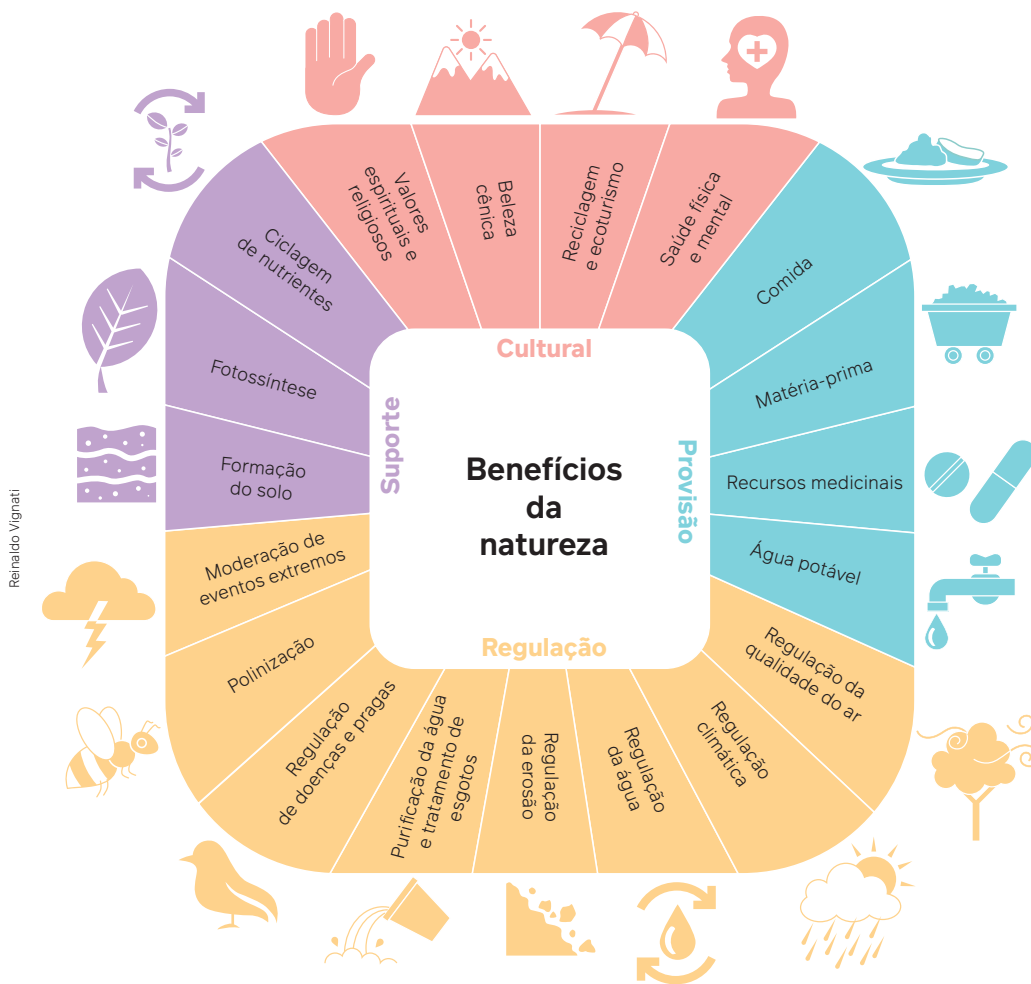 Valores
espirituais e
religiosos
Beleza
cênica
Reciclagem
e ecoturismo
Saúde física
e mental
Comida
Matéria-prima
Recursos medicinais
Água potável
Regulação da
qualidade do ar
Regulação
climática
Regulação
da água
Regulação
da erosão
Purificação da água
e tratamento de
esgotos
Regulação
de doenças e pragas
Polinização
Moderação de
eventos extremos
Formação
do solo
Fotossíntese
Ciclagem
de nutrientes
Cultural
Provisão
Regulação
Suporte
Benefícios
da
natureza
Reinaldo Vignati